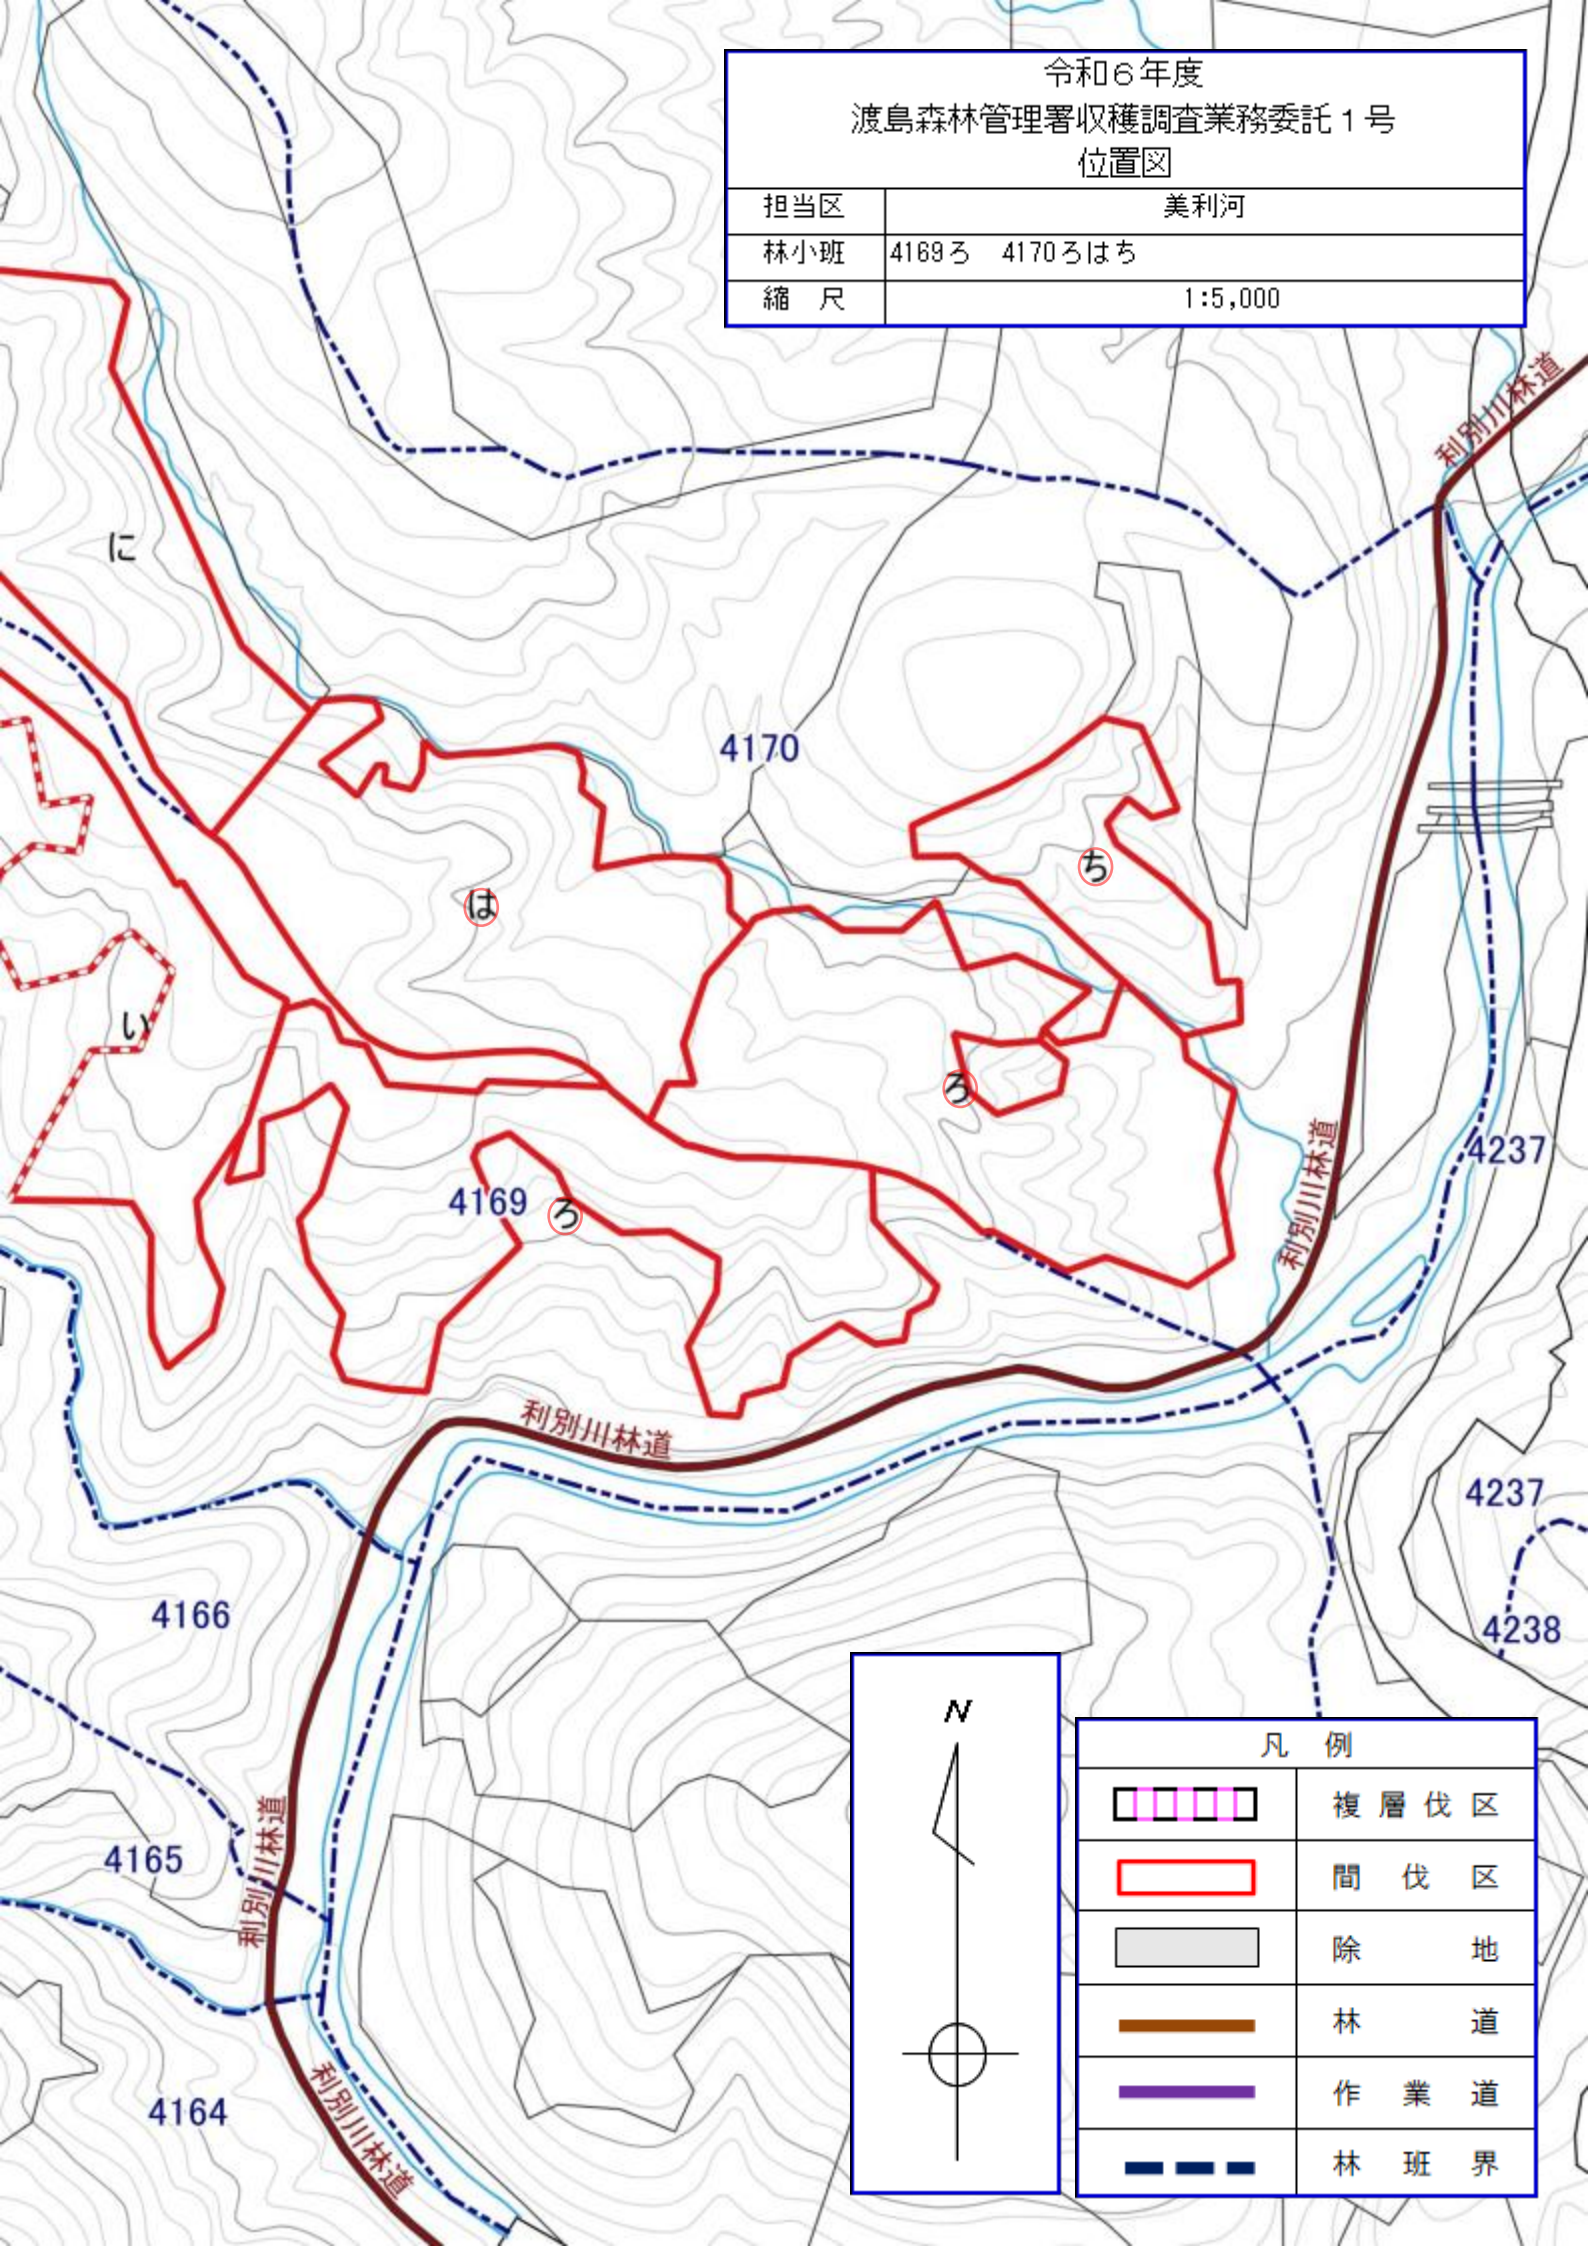 令和６年度
渡島森林管理署収穫調査業務委託１号
位置図
担当区 美利河
林小班 4169ろ 4170ろはち
縮 尺 1:5,000
利別川林道
に
4170
ち
は
い
ろ
4169
ろ
利別川林道
4237
利別川林道
4237
4166
4238
N
凡 例
複層伐区
間伐区
除地
林道
作業道
林班界
4165
利別川林道
4164
利別川林道